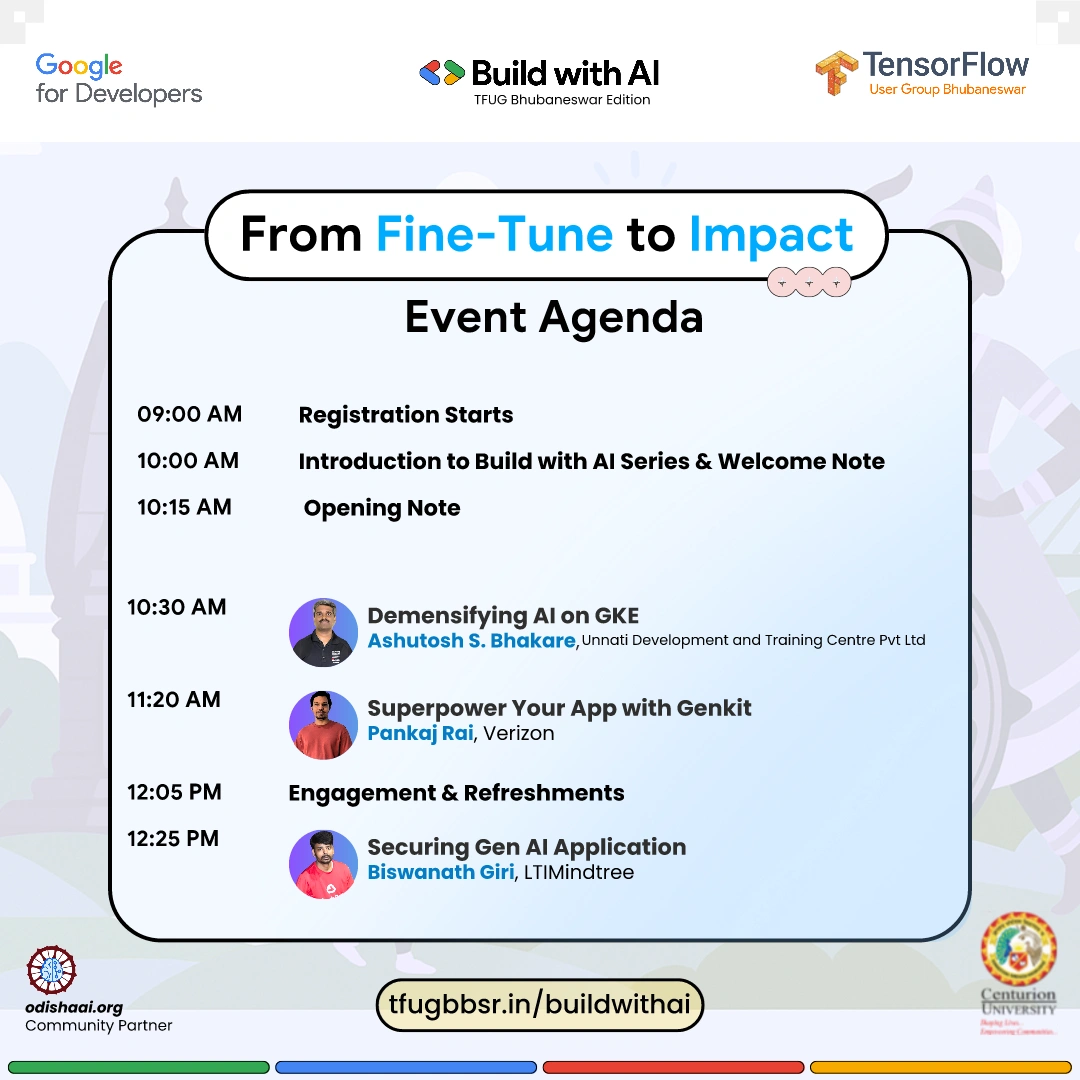 Google
for Developers
Build with AI
TFUG Bhubaneswar Edition
TensorFlow
User Group Bhubaneswar
From Fine-Tune to Impact
Event Agenda
09:00 AM Registration Starts
10:00 AM Introduction to Build with AI Series & Welcome Note
10:15 AM Opening Note
10:30 AM Demensifying AI on GKE
Ashutosh S. Bhakare, Unnati Development and Training Centre Pvt Ltd
11:20 AM Superpower Your App with Genkit
Pankaj Rai, Verizon
12:05 PM Engagement & Refreshments
12:25 PM Securing Gen AI Application
Biswanath Giri, LTIMindtree
odishaai.org
Community Partner
tfugbbsr.in/buildwithai
Centurion
UNIVERSITY
Shaping Lives...
Empowering Communities...